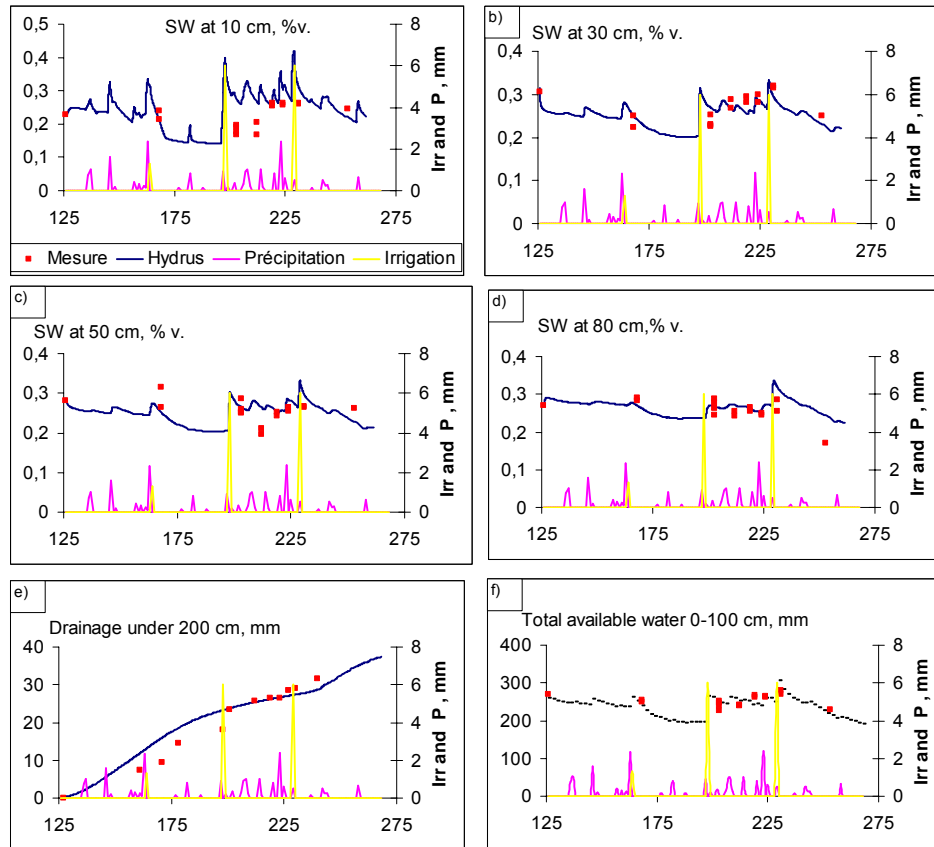 SW at 10 cm, %v.
0,5
0,4
0,3
0,2
0,1
0
8
6
4
2
0
Irr and P , mm
125 175 225 275
Mesure Hydrus Précipitation Irrigation
b)
SW at 30 cm, % v.
0,4
0,3
0,2
0,1
0
8
6
4
2
0
Irr and P , mm
125 175 225 275
c)
SW at 50 cm, % v.
0,4
0,3
0,2
0,1
0
8
6
4
2
0
Irr and P , mm
125 175 225 275
d)
SW at 80 cm,% v.
0,4
0,3
0,2
0,1
0
8
6
4
2
0
Irr and P , mm
125 175 225 275
e)
Drainage under 200 cm, mm
40
30
20
10
0
8
6
4
2
0
Irr and P , mm
125 175 225 275
f)
Total available water 0-100 cm, mm
400
300
200
100
0
8
6
4
2
0
Irr and P , mm
125 175 225 275